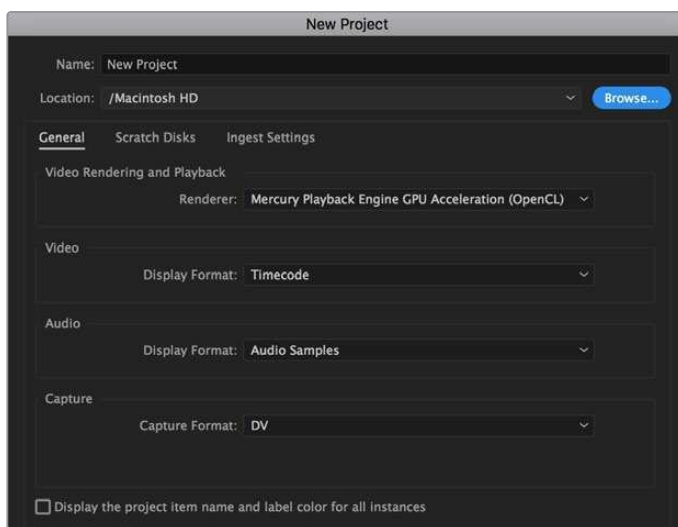 New Project
Name: New Project
Location: /Macintosh HD Browse...
General Scratch Disks Ingest Settings
Video Rendering and Playback
Renderer: Mercury Playback Engine GPU Acceleration (OpenCL)
Video
Display Format: Timecode
Audio
Display Format: Audio Samples
Capture
Capture Format: DV
Display the project item name and label color for all instances